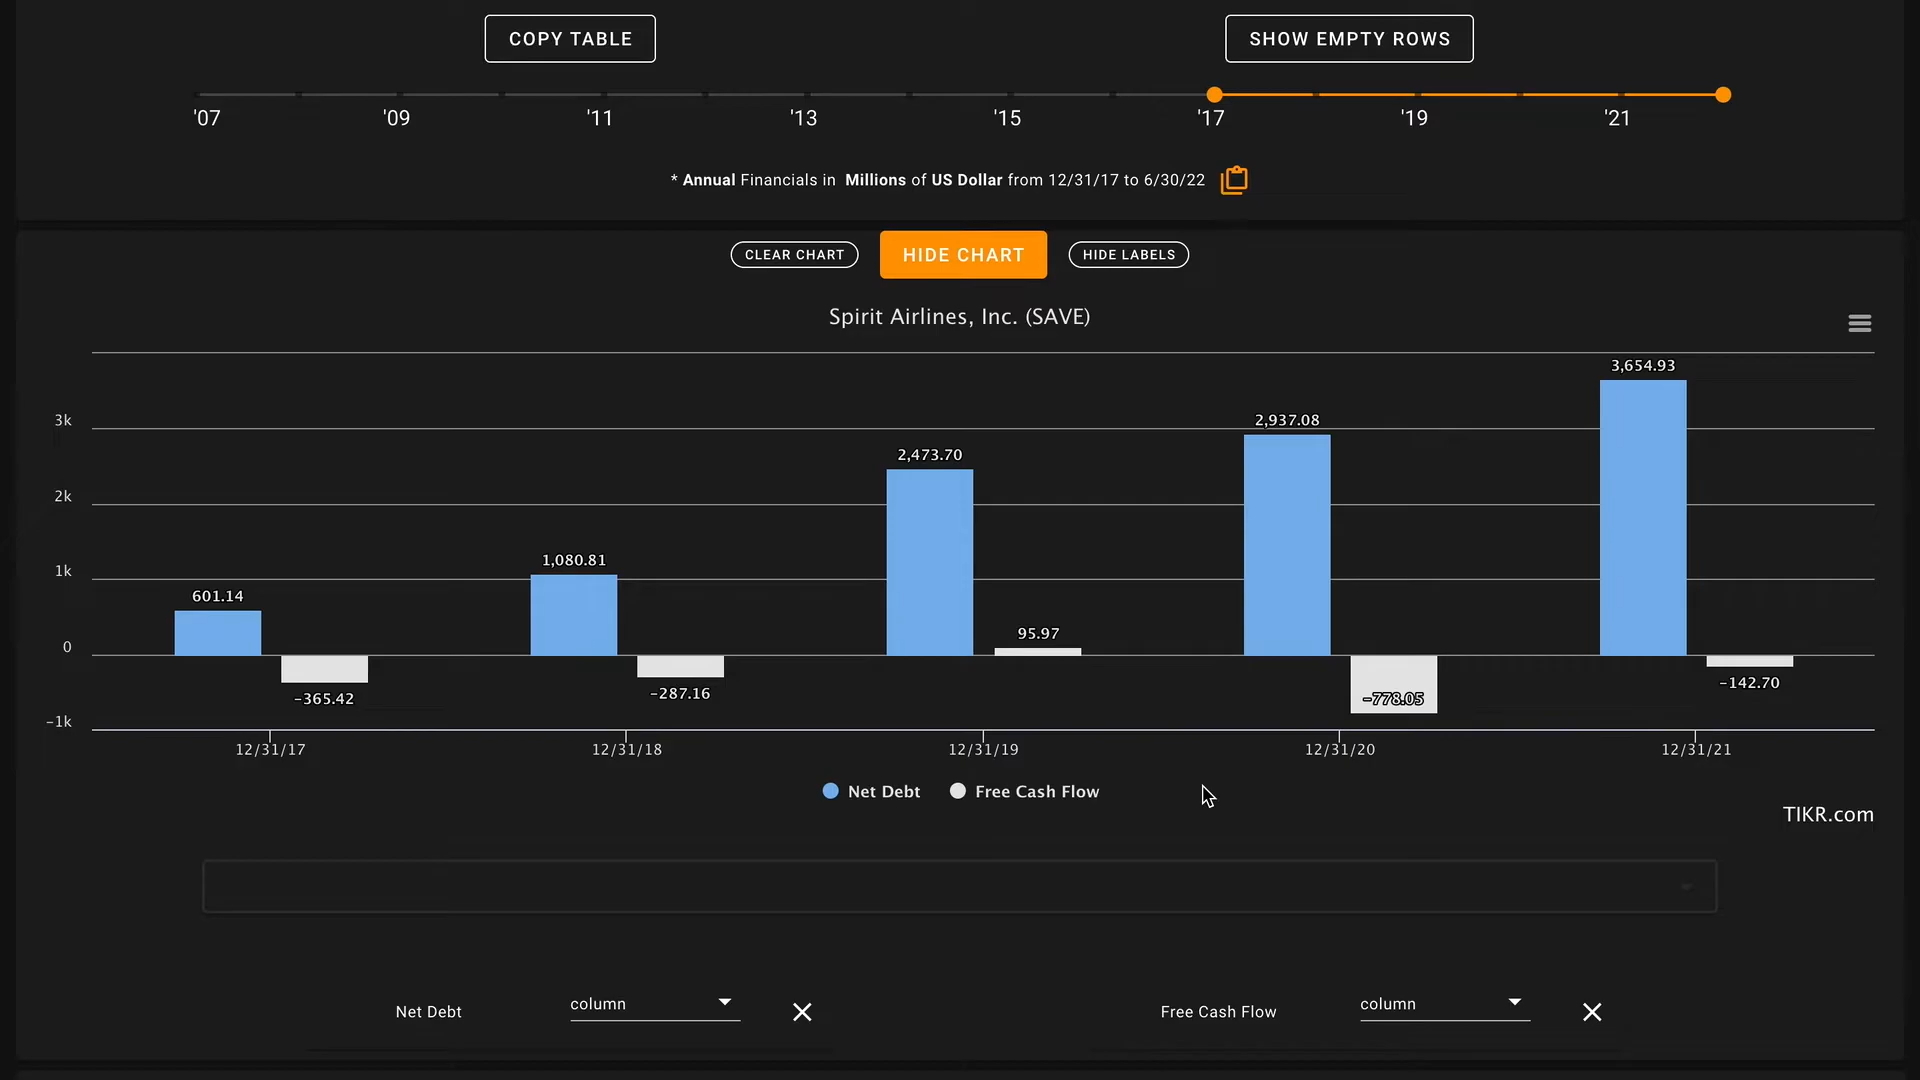 COPY TABLE
SHOW EMPTY ROWS
'07 '09 '11 '13 '15 '17 '19 '21
* Annual Financials in Millions of US Dollar from 12/31/17 to 6/30/22
CLEAR CHART
HIDE CHART
HIDE LABELS
Spirit Airlines, Inc. (SAVE)
3,654.93
3k
2,937.08
2,473.70
2k
1,080.81
1k
601.14
95.97
0
-365.42
-287.16
-778.05
-142.70
-1k
12/31/17 12/31/18 12/31/19 12/31/20 12/31/21
Net Debt Free Cash Flow
TIKR.com
Net Debt column
Free Cash Flow column